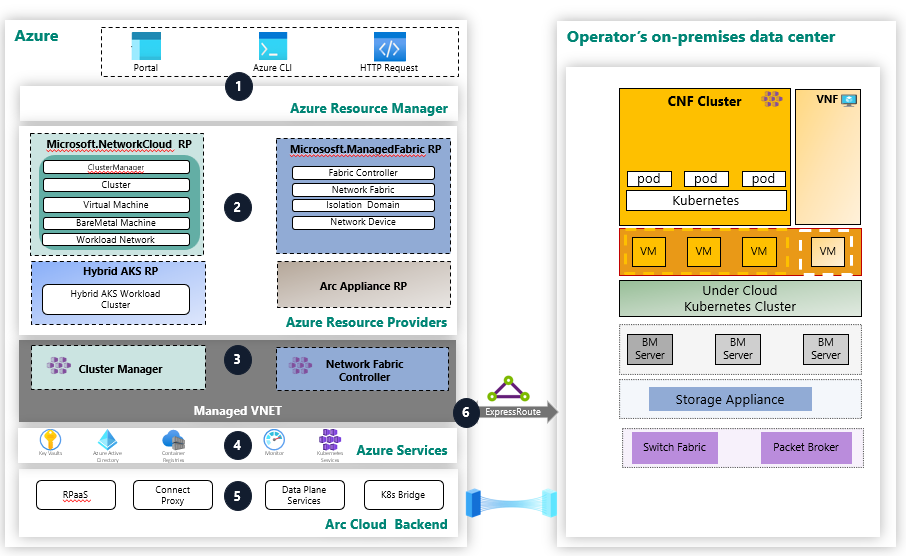 Azure
Portal
Azure CLI
HTTP Request
1
Azure Resource Manager
Micrososft.NetworkCloud RP
ClusterManager
Cluster
Virtual Machine
BareMetal Machine
Workload Network
2
Micrososft.ManagedFabric RP
Fabric Controller
Network Fabric
Isolation Domain
Network Device
Hybrid AKS RP
Hybrid AKS Workload
Cluster
Arc Appliance RP
Azure Resource Providers
Cluster Manager
3
Network Fabric
Controller
Managed VNET
Key Vaults
Azure Active
Directory
Container
Registries
4
Monitor
Kubernetes
Services
Azure Services
RPaaS
Connect
Proxy
5
Data Plane
Services
K8s Bridge
Arc Cloud Backend
6
ExpressRoute
Operator's on-premises data center
CNF Cluster
VNF
pod
pod
pod
Kubernetes
VM
VM
VM
VM
Under Cloud
Kubernetes Cluster
BM
Server
BM
Server
BM
Server
Storage Appliance
Switch Fabric
Packet Broker